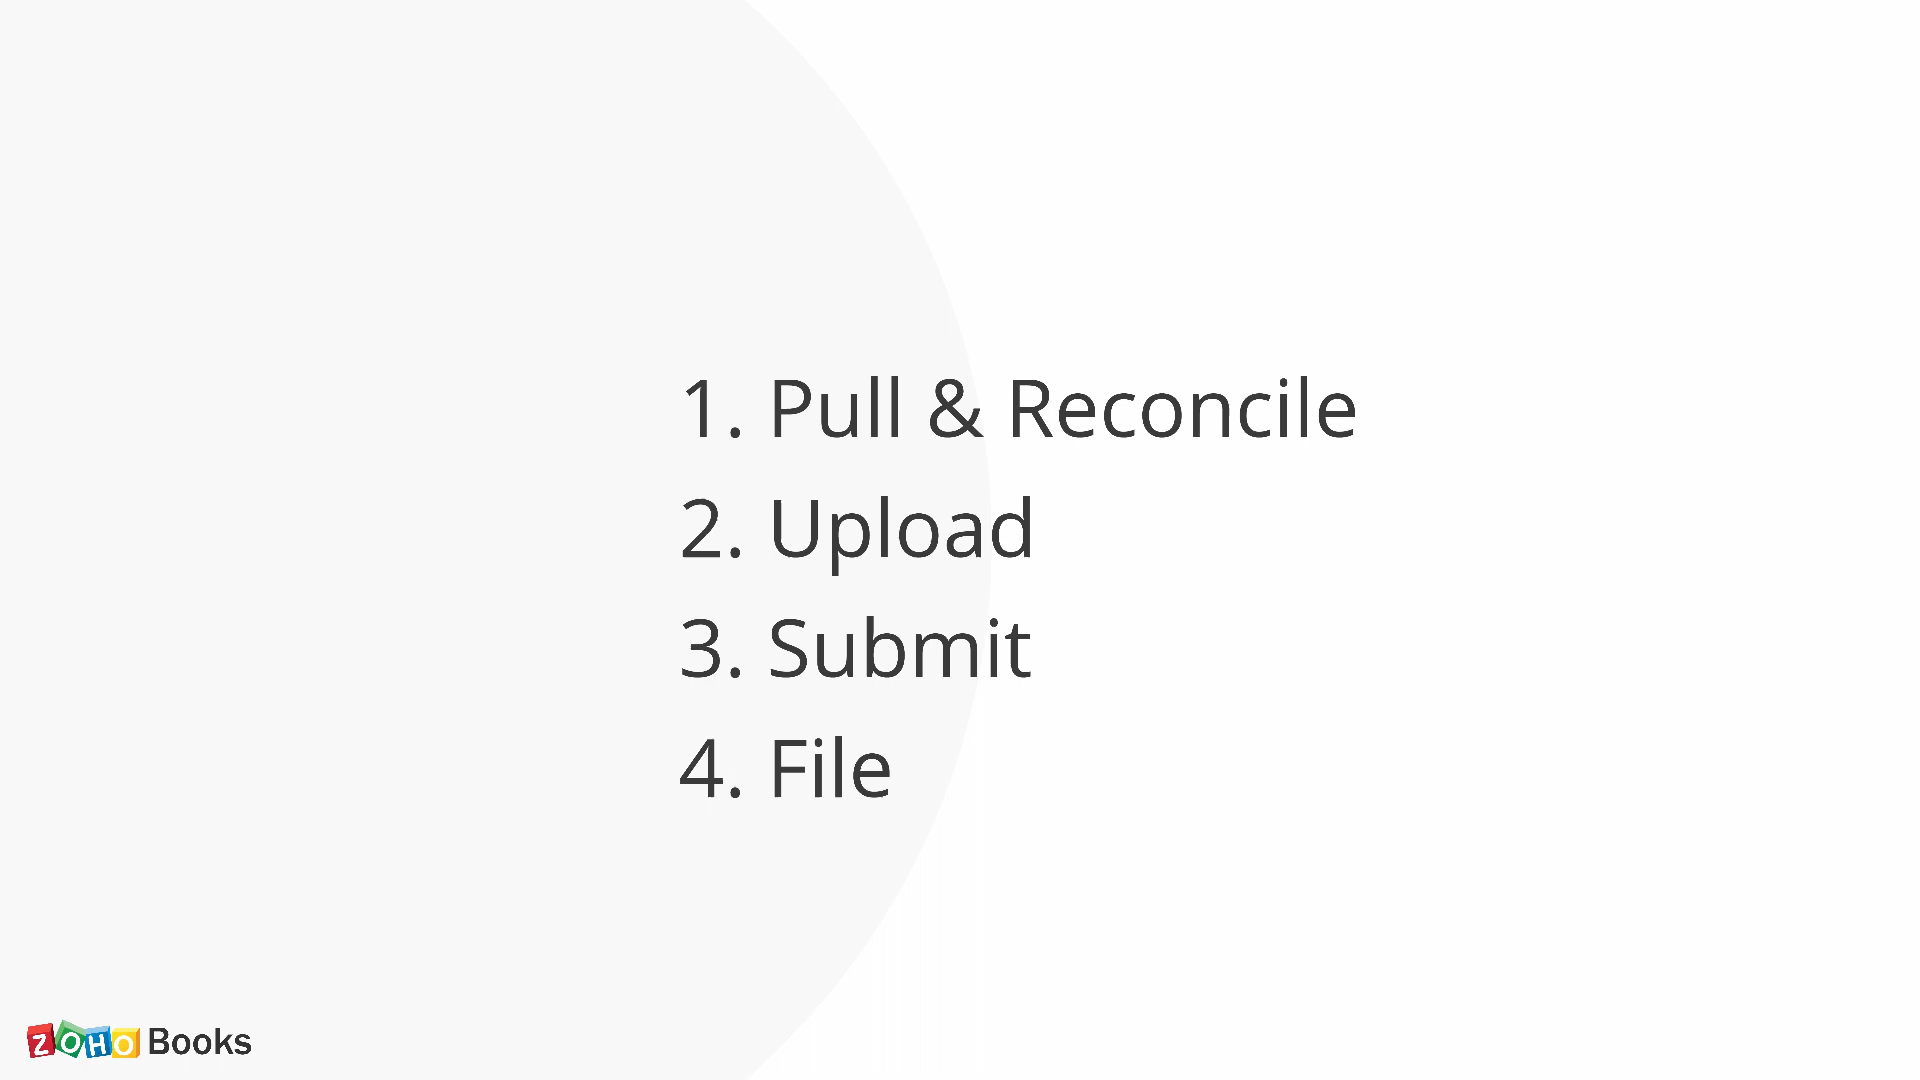 1. Pull & Reconcile
2. Upload
3. Submit
4. File
ZOHO Books